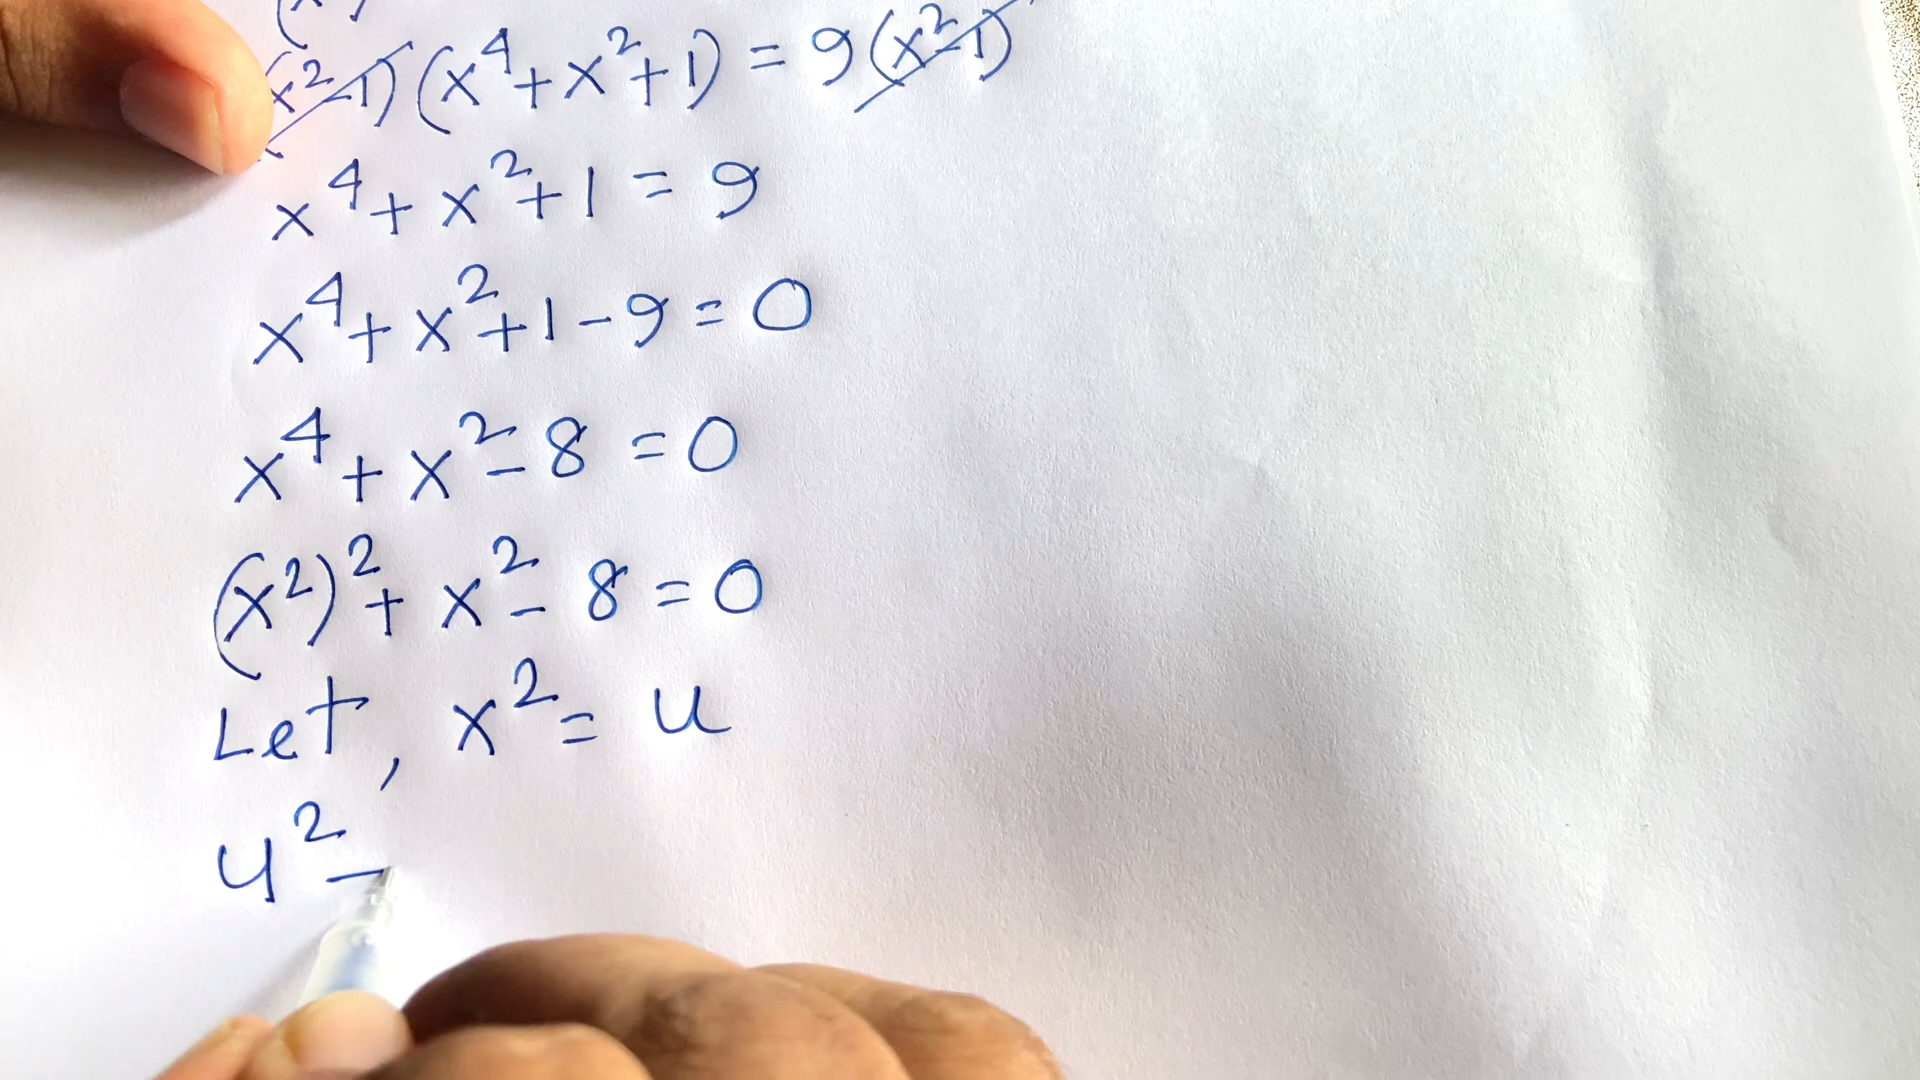 (x²-1)(x⁴+x²+1) = 9(x²-1)
x⁴+x²+1 = 9
x⁴+x²+1-9=0
x⁴+x²-8=0
(x²)²+x²-8=0
Let, x²= u
u²-